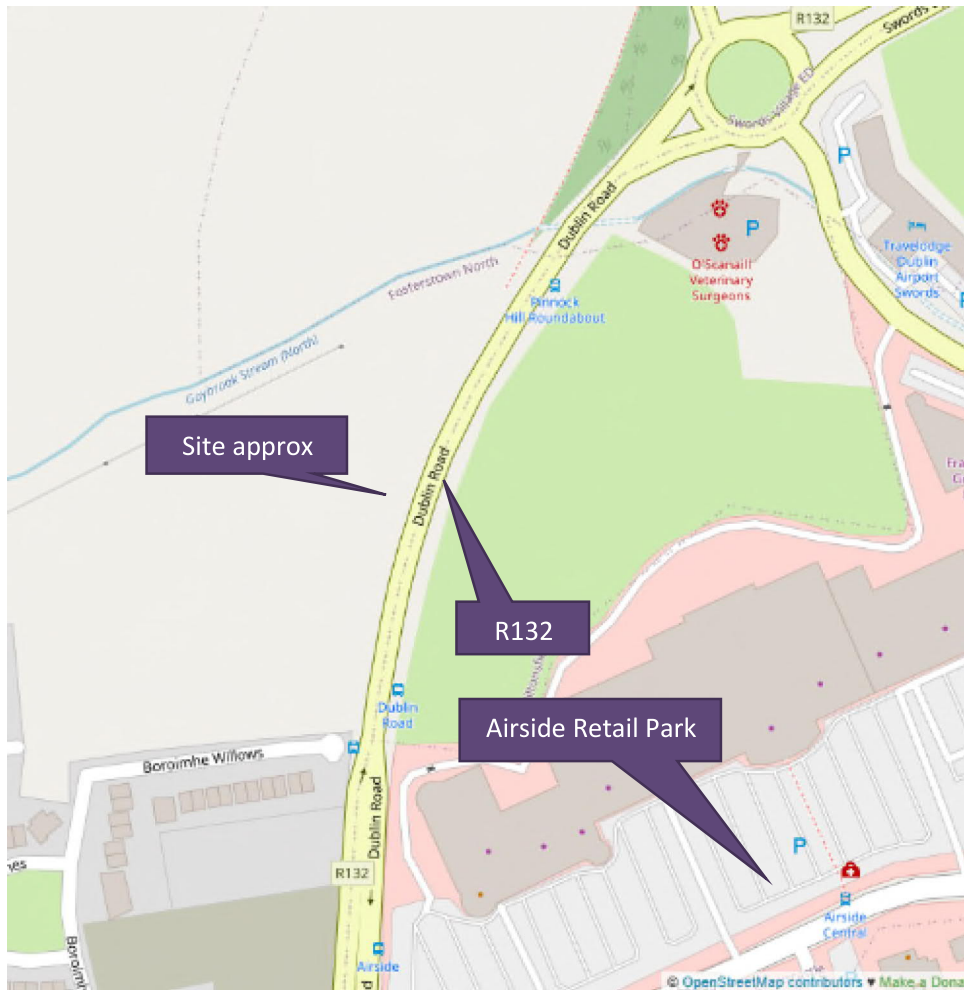 R132
Swords
Swords Village ED
P
Dublin Road
O'Scanaill
Veterinary
Surgeons
P
Travelodge
Dublin
Airport
Swords
Fosterstown North
Pinnock
Hill Roundabout
Gaybrook Stream (North)
Site approx
Dublin Road
R132
Airside Retail Park
Dublin
Road
Boroimhe Willows
Dublin Road
P
R132
Airside
Central
Airside
© OpenStreetMap contributors ♥ Make a Dona